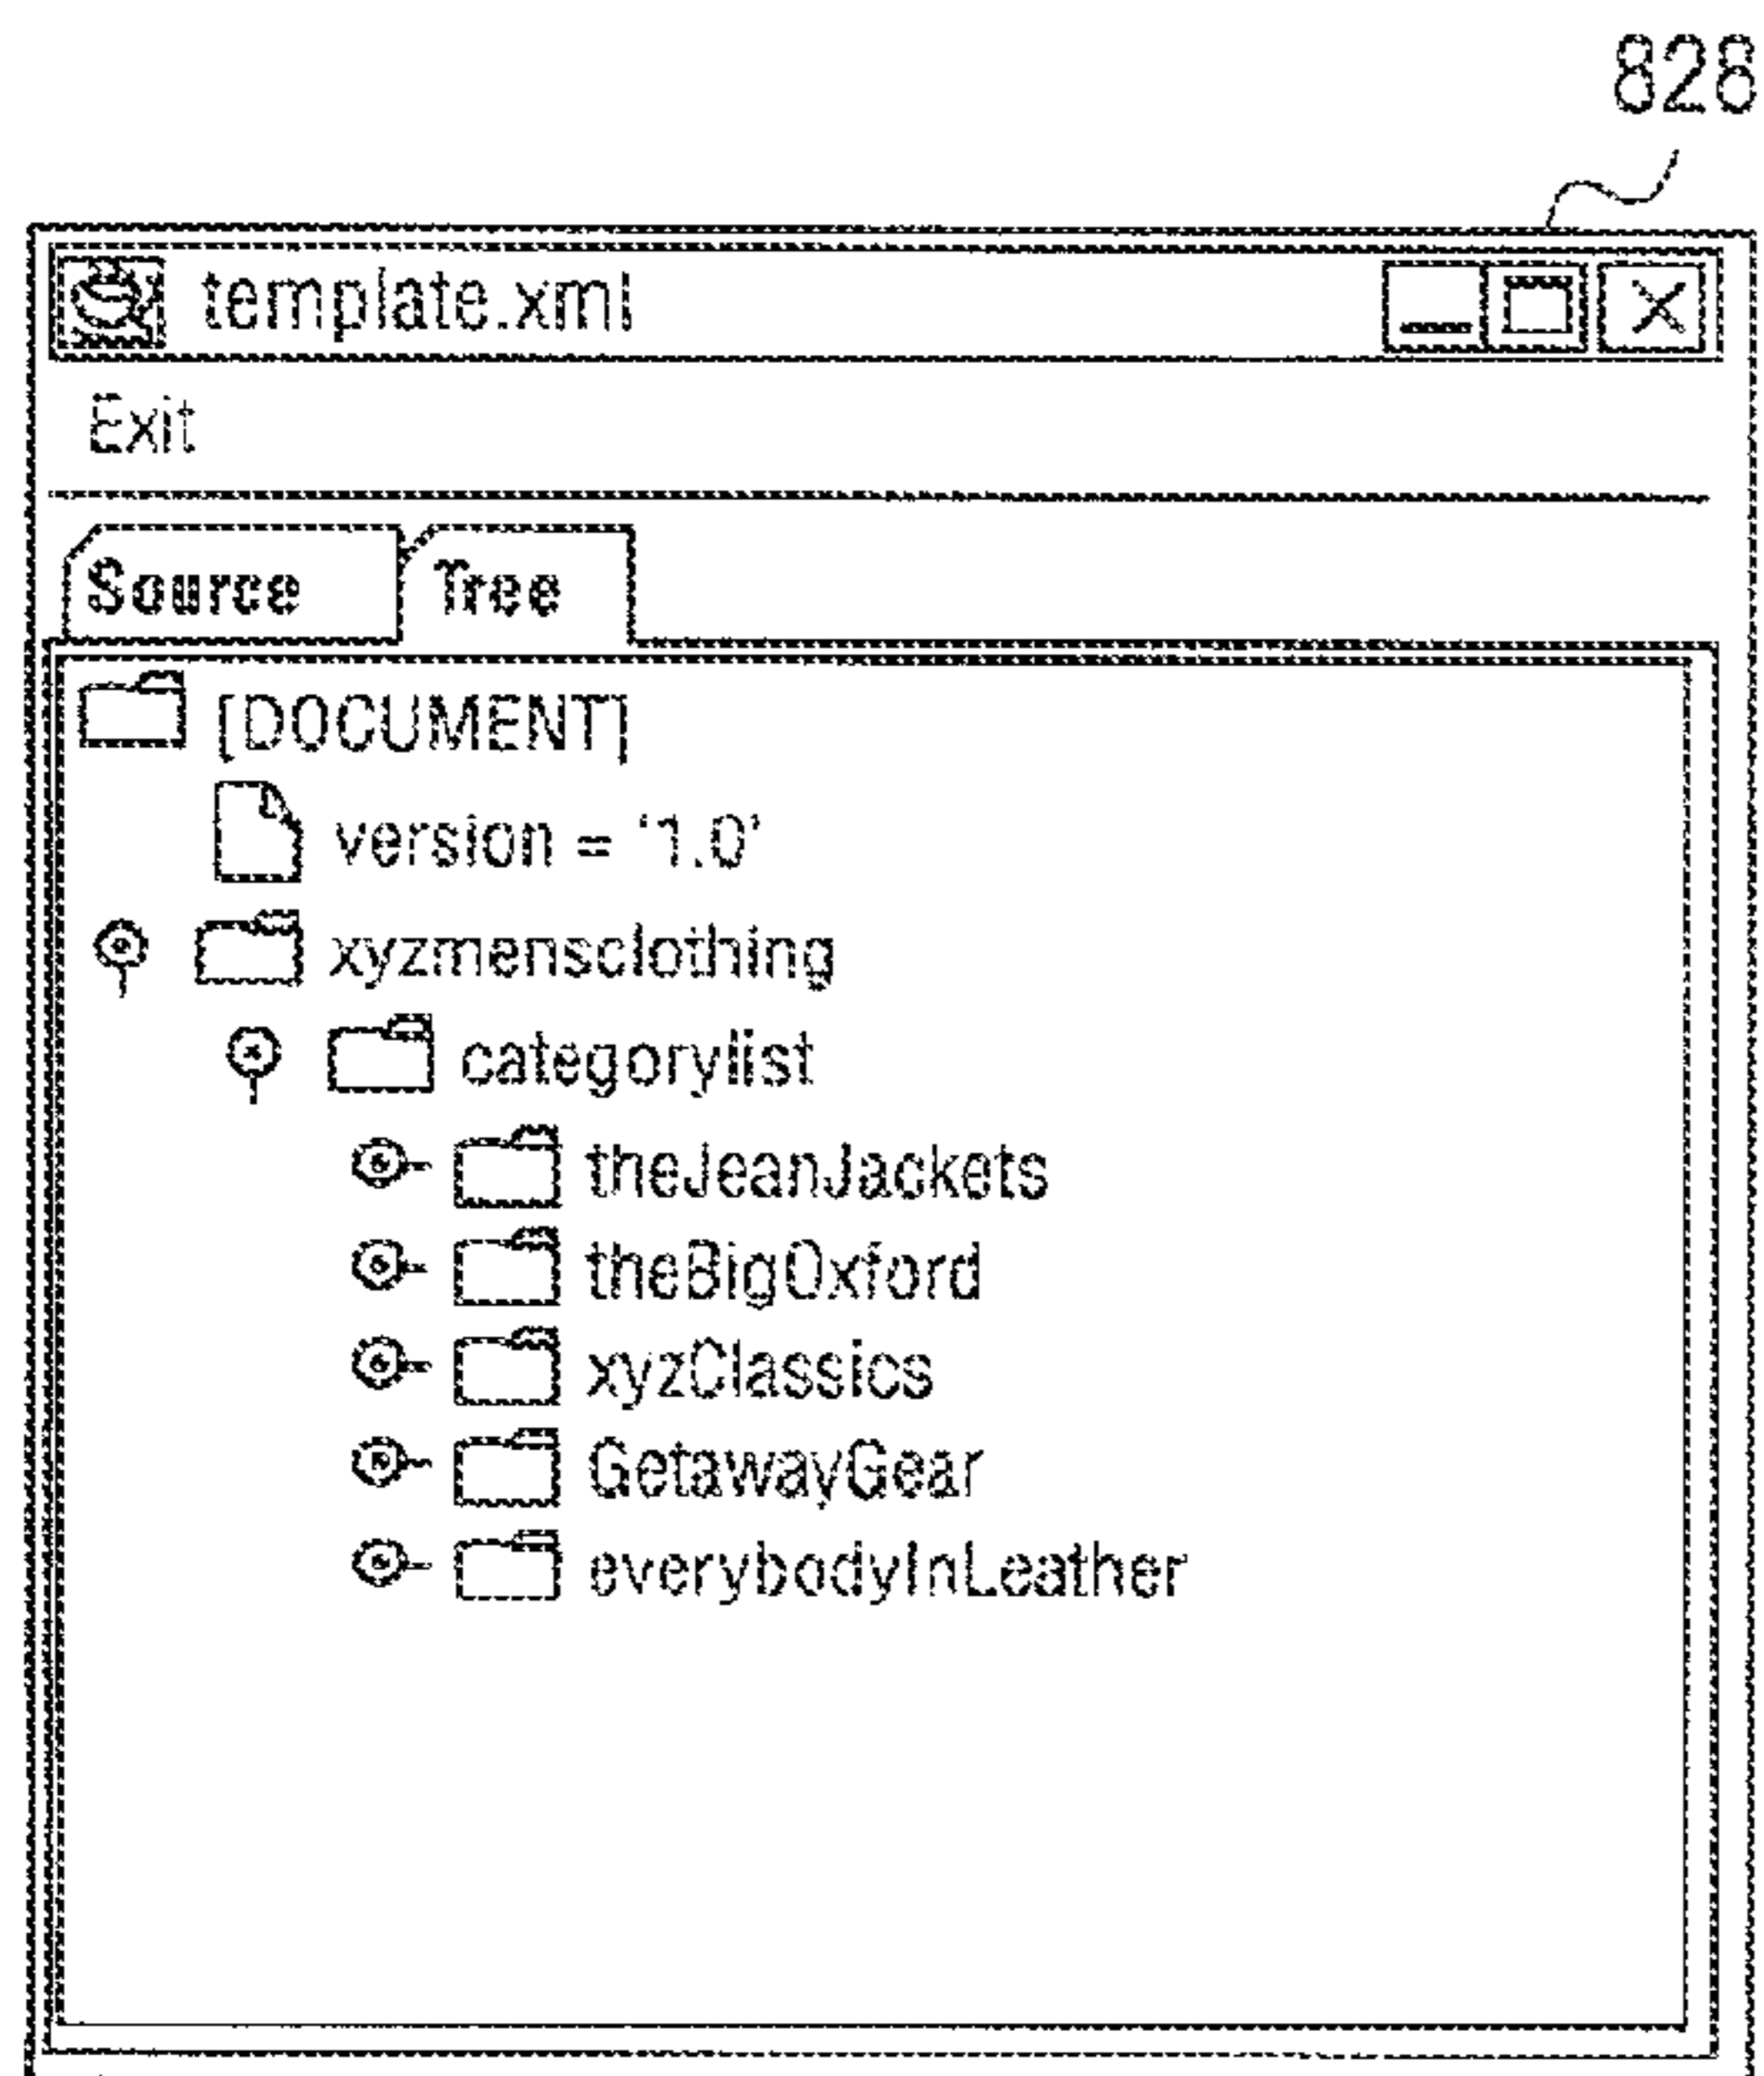 828
template.xml
Exit
Source Tree
[DOCUMENT]
version = '1.0'
xyzmensclothing
categorylist
theJeanJackets
theBigOxford
xyzClassics
GetawayGear
everybodyInLeather